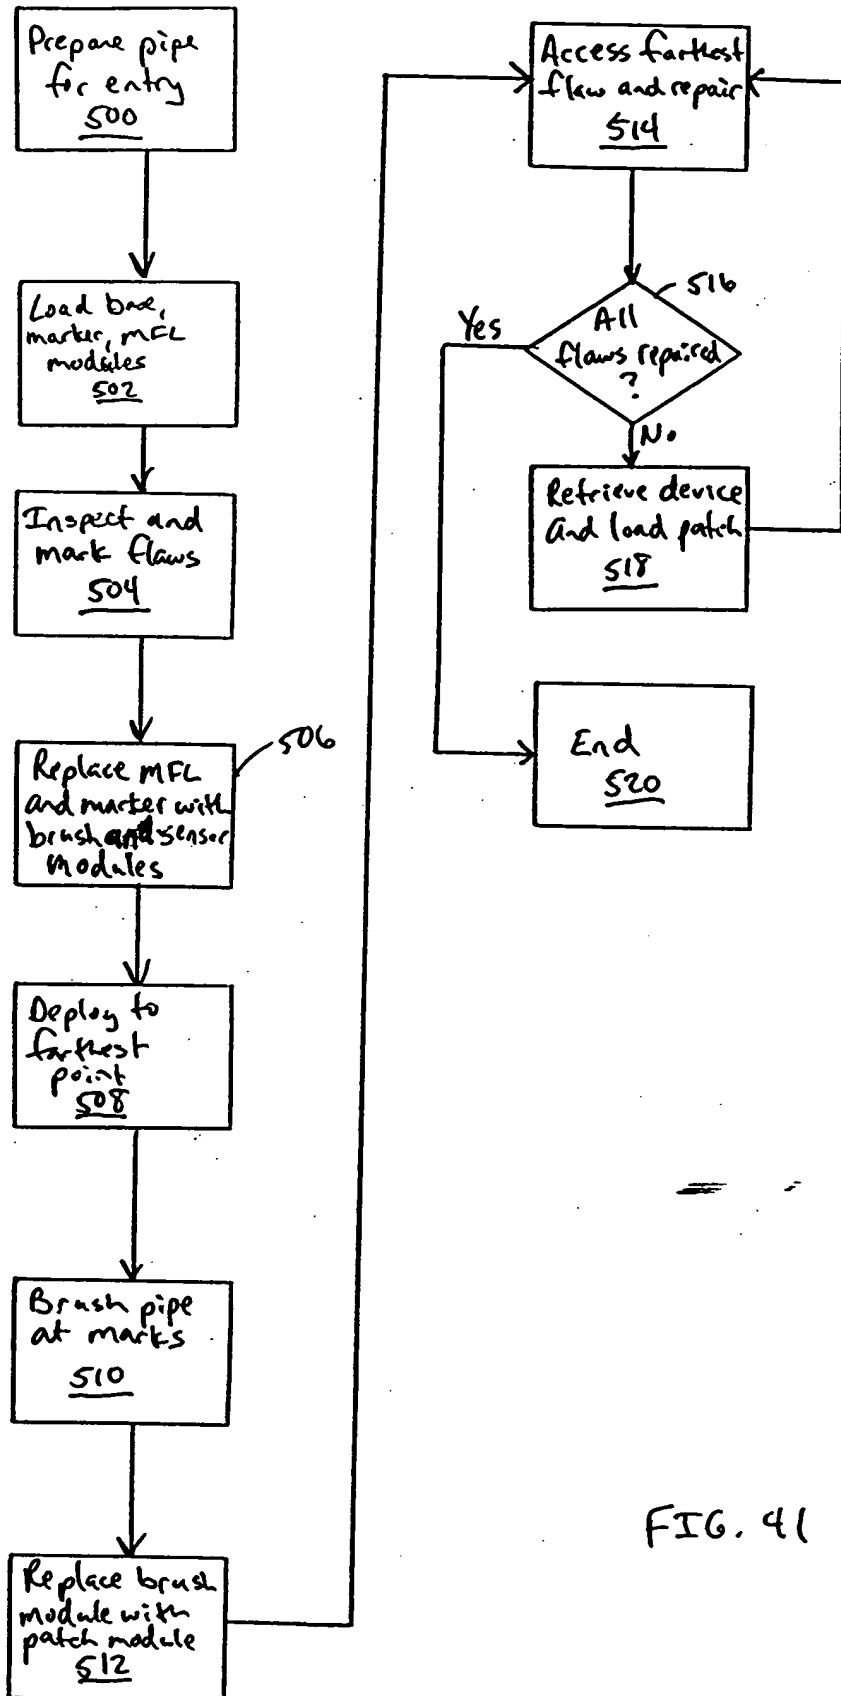 Prepare pipe
for entry
500
Load base,
marker, MFL
modules
502
Inspect and
mark flaws
504
506
Replace MFL
and marker with
brush and sensor
modules
Deploy to
farthest
point
508
Brush pipe
at marks
510
Replace brush
module with
patch module
512
Access farthest
flaw and repair
514
516
Yes
All
flaws repaired
?
No
Retrieve device
and load patch
518
End
520
FIG. 41